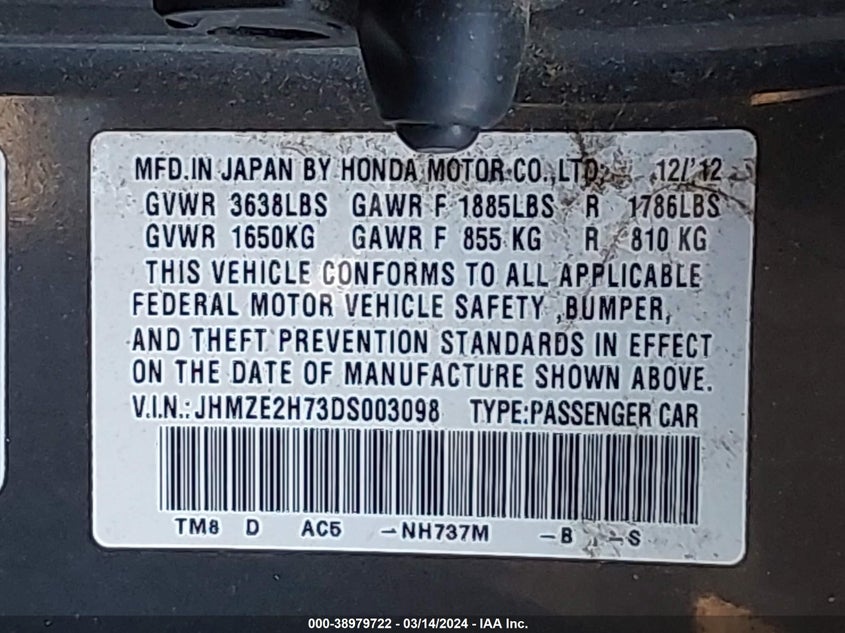 MFD.IN JAPAN BY HONDA MOTOR CO.,LTD. 12/'12
GVWR 3638LBS GAWR F 1885LBS R 1786LBS
GVWR 1650KG GAWR F 855 KG R 810 KG
THIS VEHICLE CONFORMS TO ALL APPLICABLE
FEDERAL MOTOR VEHICLE SAFETY ,BUMPER,
AND THEFT PREVENTION STANDARDS IN EFFECT
ON THE DATE OF MANUFACTURE SHOWN ABOVE.
V.I.N.: JHMZE2H73DS003098 TYPE:PASSENGER CAR
TM8 D AC5 -NH737M -B -S
000-38979722 - 03/14/2024 - IAA Inc.